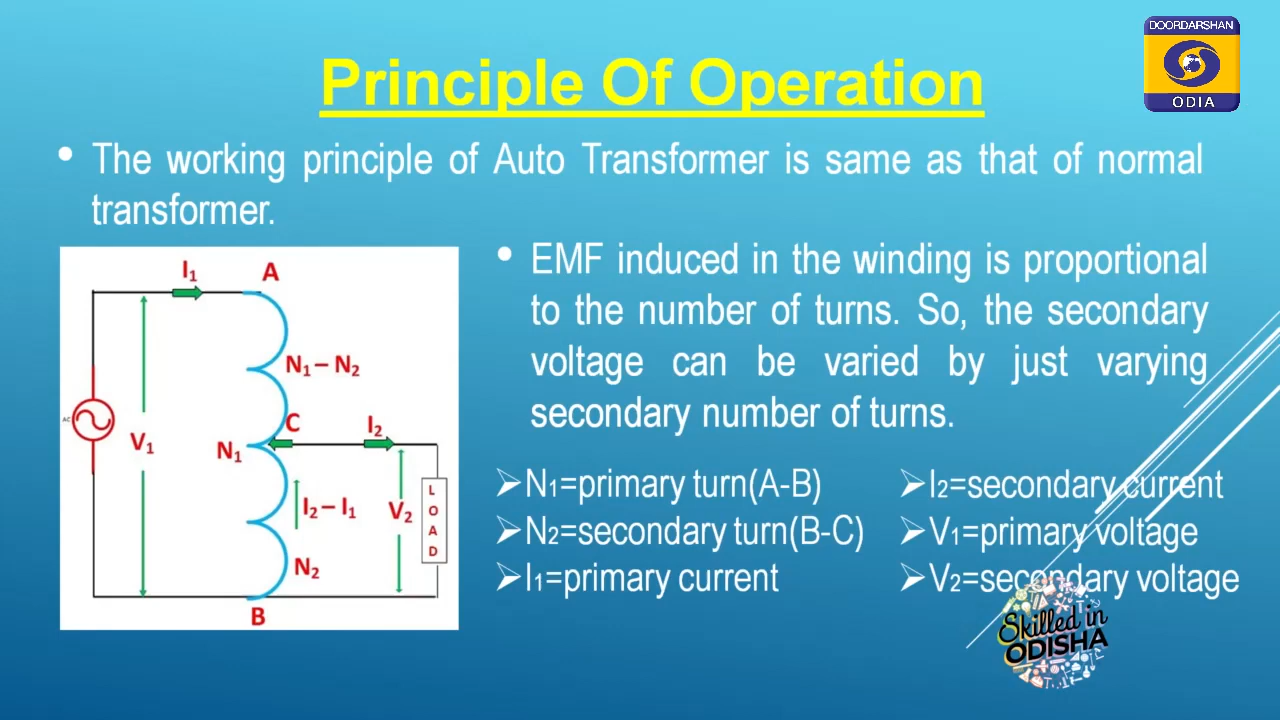 DOORDARSHAN
ODIA
Principle Of Operation
• The working principle of Auto Transformer is same as that of normal
transformer.
• EMF induced in the winding is proportional
to the number of turns. So, the secondary
voltage can be varied by just varying
secondary number of turns.
I₁
A
N₁ – N₂
C
I₂
AC
V₁
N₁
I₂ – I₁
V₂
L
O
A
D
N₂
B
➢N₁=primary turn(A-B)
➢N₂=secondary turn(B-C)
➢I₁=primary current
➢I₂=secondary current
➢V₁=primary voltage
➢V₂=secondary voltage
Skilled in
ODISHA